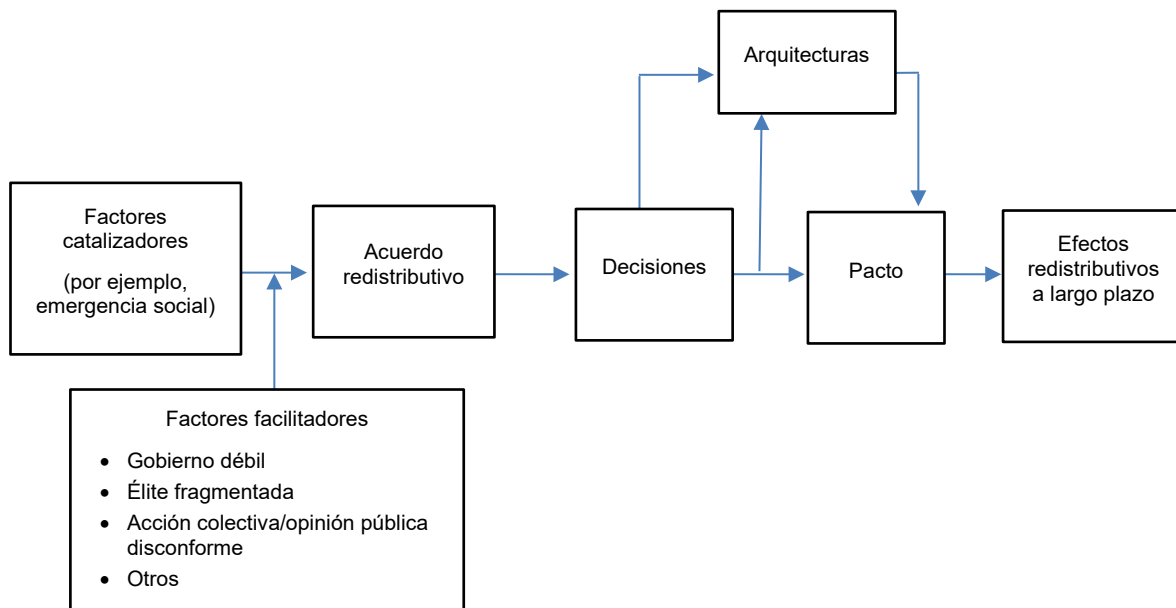 Arquitecturas
Factores
catalizadores
(por ejemplo,
emergencia social)
Acuerdo
redistributivo
Decisiones
Pacto
Efectos
redistributivos
a largo plazo
Factores facilitadores
• Gobierno débil
• Élite fragmentada
• Acción colectiva/opinión pública
disconforme
• Otros